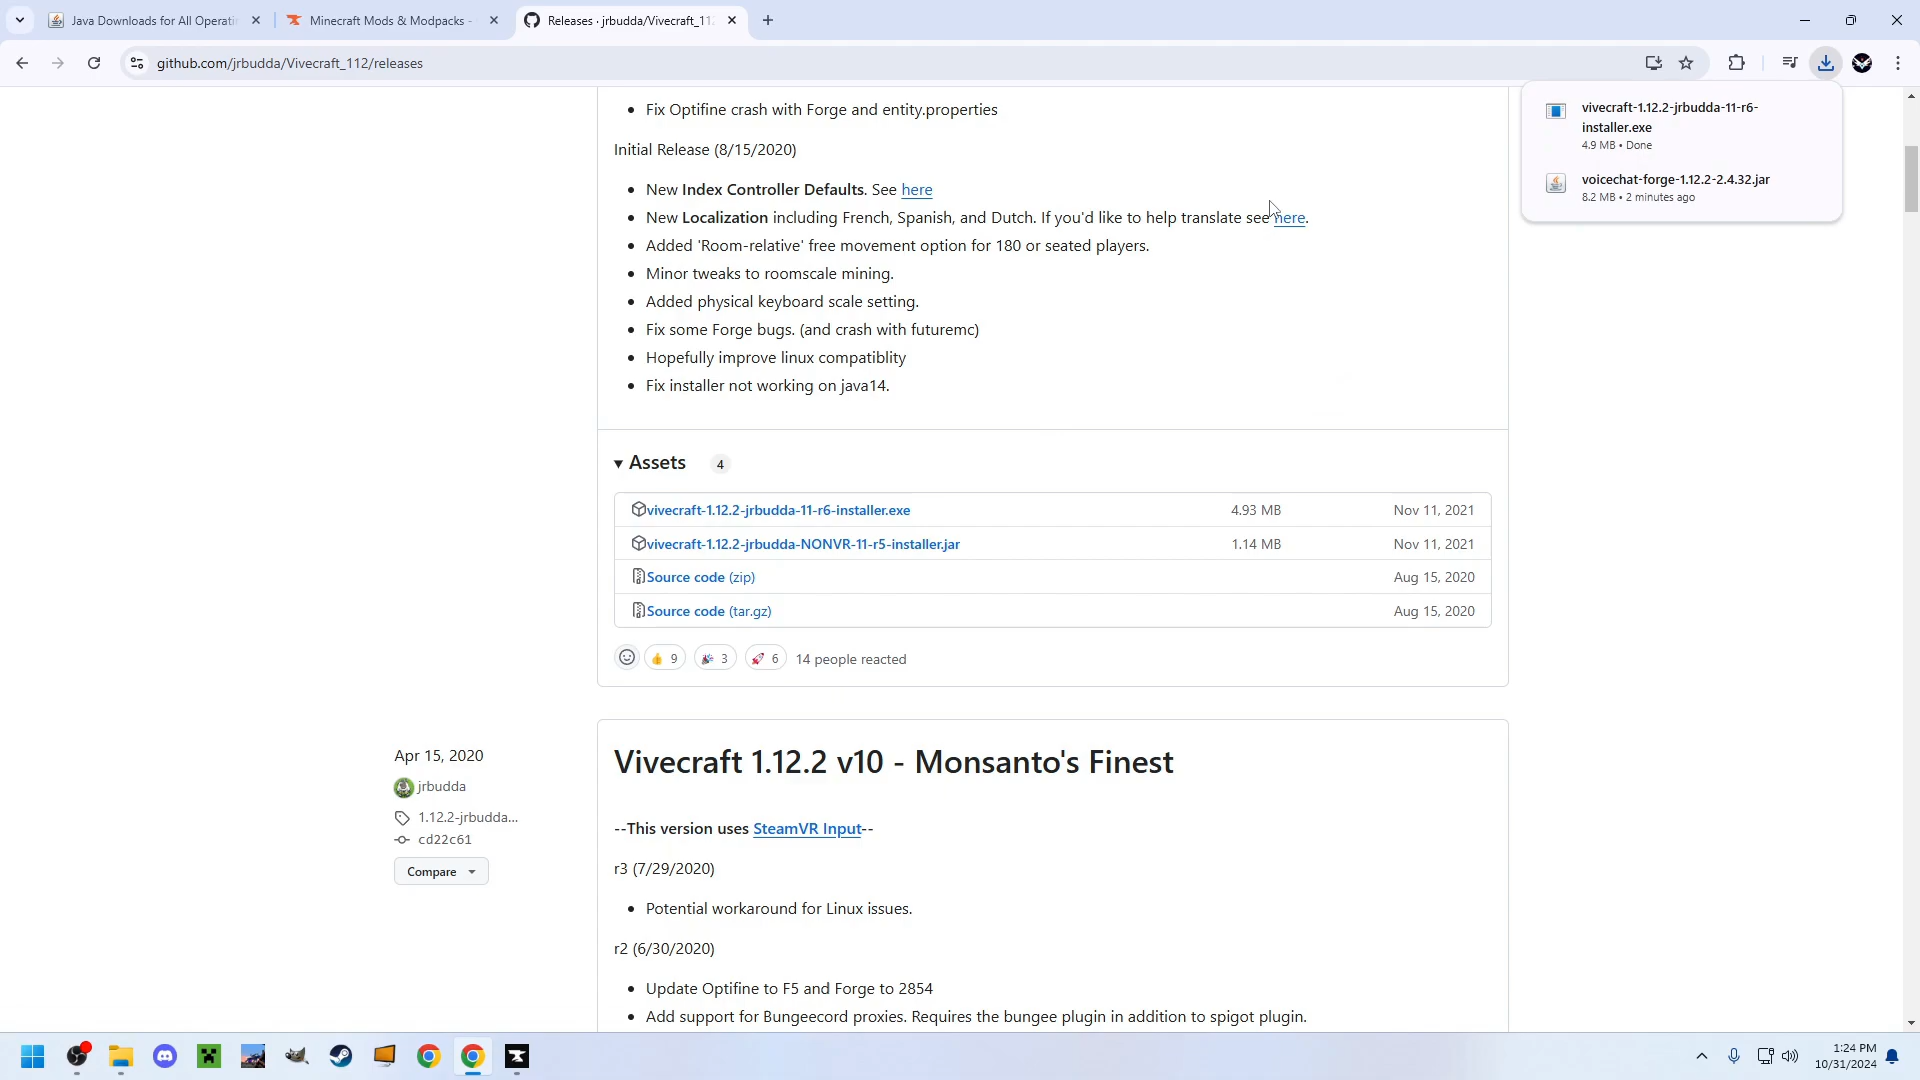 Java Downloads for All Operati
Minecraft Mods & Modpacks -
Releases · jrbudda/Vivecraft_11
github.com/jrbudda/Vivecraft_112/releases
vivecraft-1.12.2-jrbudda-11-r6-
installer.exe
4.9 MB • Done
voicechat-forge-1.12.2-2.4.32.jar
8.2 MB • 2 minutes ago
Fix Optifine crash with Forge and entity.properties
Initial Release (8/15/2020)
New Index Controller Defaults. See here
New Localization including French, Spanish, and Dutch. If you'd like to help translate see here.
Added 'Room-relative' free movement option for 180 or seated players.
Minor tweaks to roomscale mining.
Added physical keyboard scale setting.
Fix some Forge bugs. (and crash with futuremc)
Hopefully improve linux compatiblity
Fix installer not working on java14.
Assets 4
vivecraft-1.12.2-jrbudda-11-r6-installer.exe 4.93 MB Nov 11, 2021
vivecraft-1.12.2-jrbudda-NONVR-11-r5-installer.jar 1.14 MB Nov 11, 2021
Source code (zip) Aug 15, 2020
Source code (tar.gz) Aug 15, 2020
👍 9 🎉 3 🚀 6 14 people reacted
Apr 15, 2020
jrbudda
1.12.2-jrbudda...
cd22c61
Compare
Vivecraft 1.12.2 v10 - Monsanto's Finest
--This version uses SteamVR Input--
r3 (7/29/2020)
Potential workaround for Linux issues.
r2 (6/30/2020)
Update Optifine to F5 and Forge to 2854
Add support for Bungeecord proxies. Requires the bungee plugin in addition to spigot plugin.
1:24 PM
10/31/2024